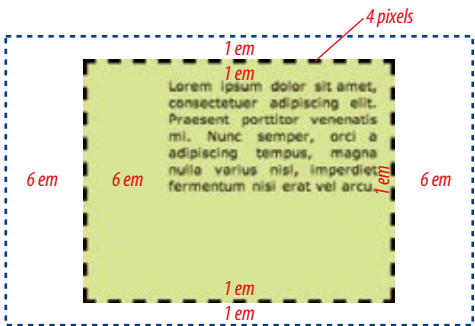 4 pixels
1 em
1 em
Lorem ipsum dolor sit amet,
consectetuer adipiscing elit.
Praesent porttitor venenatis
mi. Nunc semper, orci a
adipiscing tempus, magna
nulla varius nisl, imperdiet
fermentum nisi erat vel arcu.
6 em
6 em
1 em
6 em
1 em
1 em